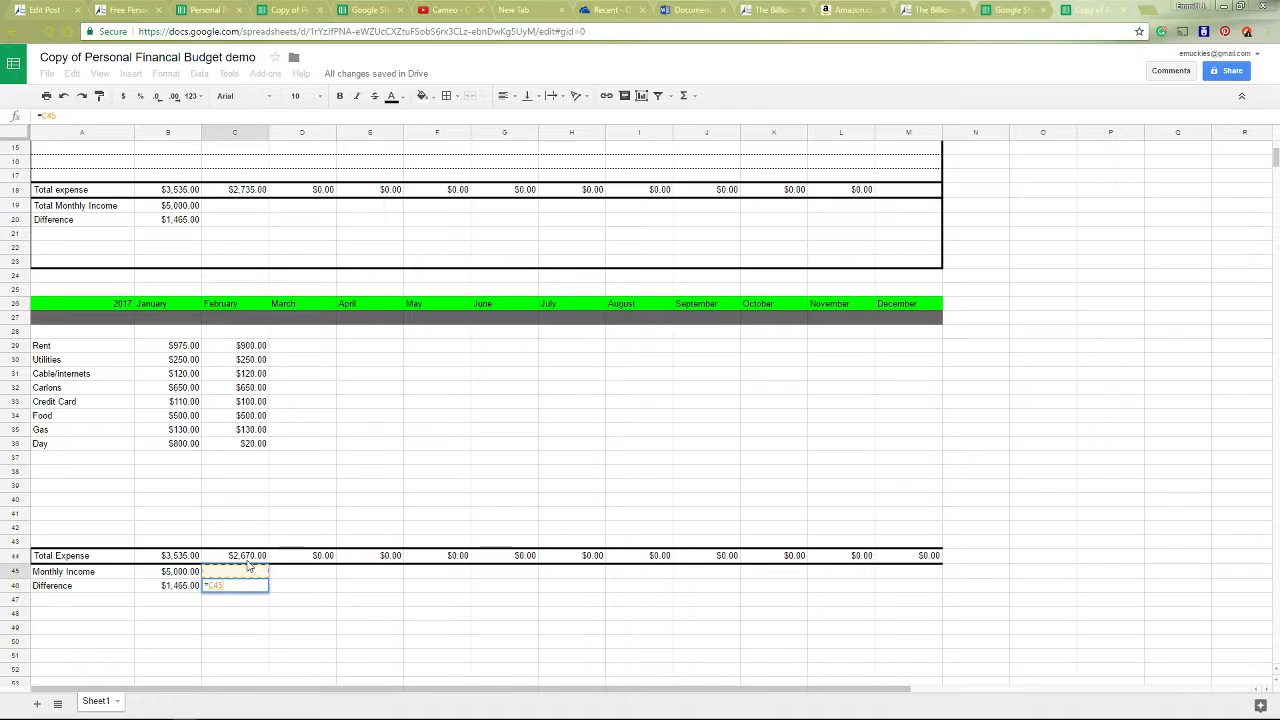 Edit Post -
Free Person
Personal F
Copy of P
Google She
Cameo - C
New Tab
Recent - O
Document
The Billion
Amazon.c
The Billion
Google Sh
Secure https://docs.google.com/spreadsheets/d/1rYzJfPNA-eWZUcCXZtuFSobS6rx3CLz-ebnDwKg5UyM/edit#gid=0
Copy of Personal Financal Budget demo
emuckles@gmail.com
File Edit View Insert Format Data Tools Add-ons Help All changes saved in Drive
Comments Share
$ % .0 .00 123 Arial 10 B I S A Σ
fx =C45
A B C D E F G H I J K L M N O P Q R
15
16
17
18 Total expense $3,535.00 $2,735.00 $0.00 $0.00 $0.00 $0.00 $0.00 $0.00 $0.00 $0.00 $0.00
19 Total Monthly Income $5,000.00
20 Difference $1,465.00
21
22
23
24
25
26 2017 January February March April May June July August September October November December
27
28
29 Rent $975.00 $900.00
30 Utilities $250.00 $250.00
31 Cable/internets $120.00 $120.00
32 Carlons $650.00 $650.00
33 Credit Card $110.00 $100.00
34 Food $500.00 $500.00
35 Gas $130.00 $130.00
36 Day $800.00 $20.00
37
38
39
40
41
42
43
44 Total Expense $3,535.00 $2,670.00 $0.00 $0.00 $0.00 $0.00 $0.00 $0.00 $0.00 $0.00 $0.00 $0.00
45 Monthly Income $5,000.00
46 Difference $1,465.00 =C45
47
48
49
50
51
52
53
Sheet1